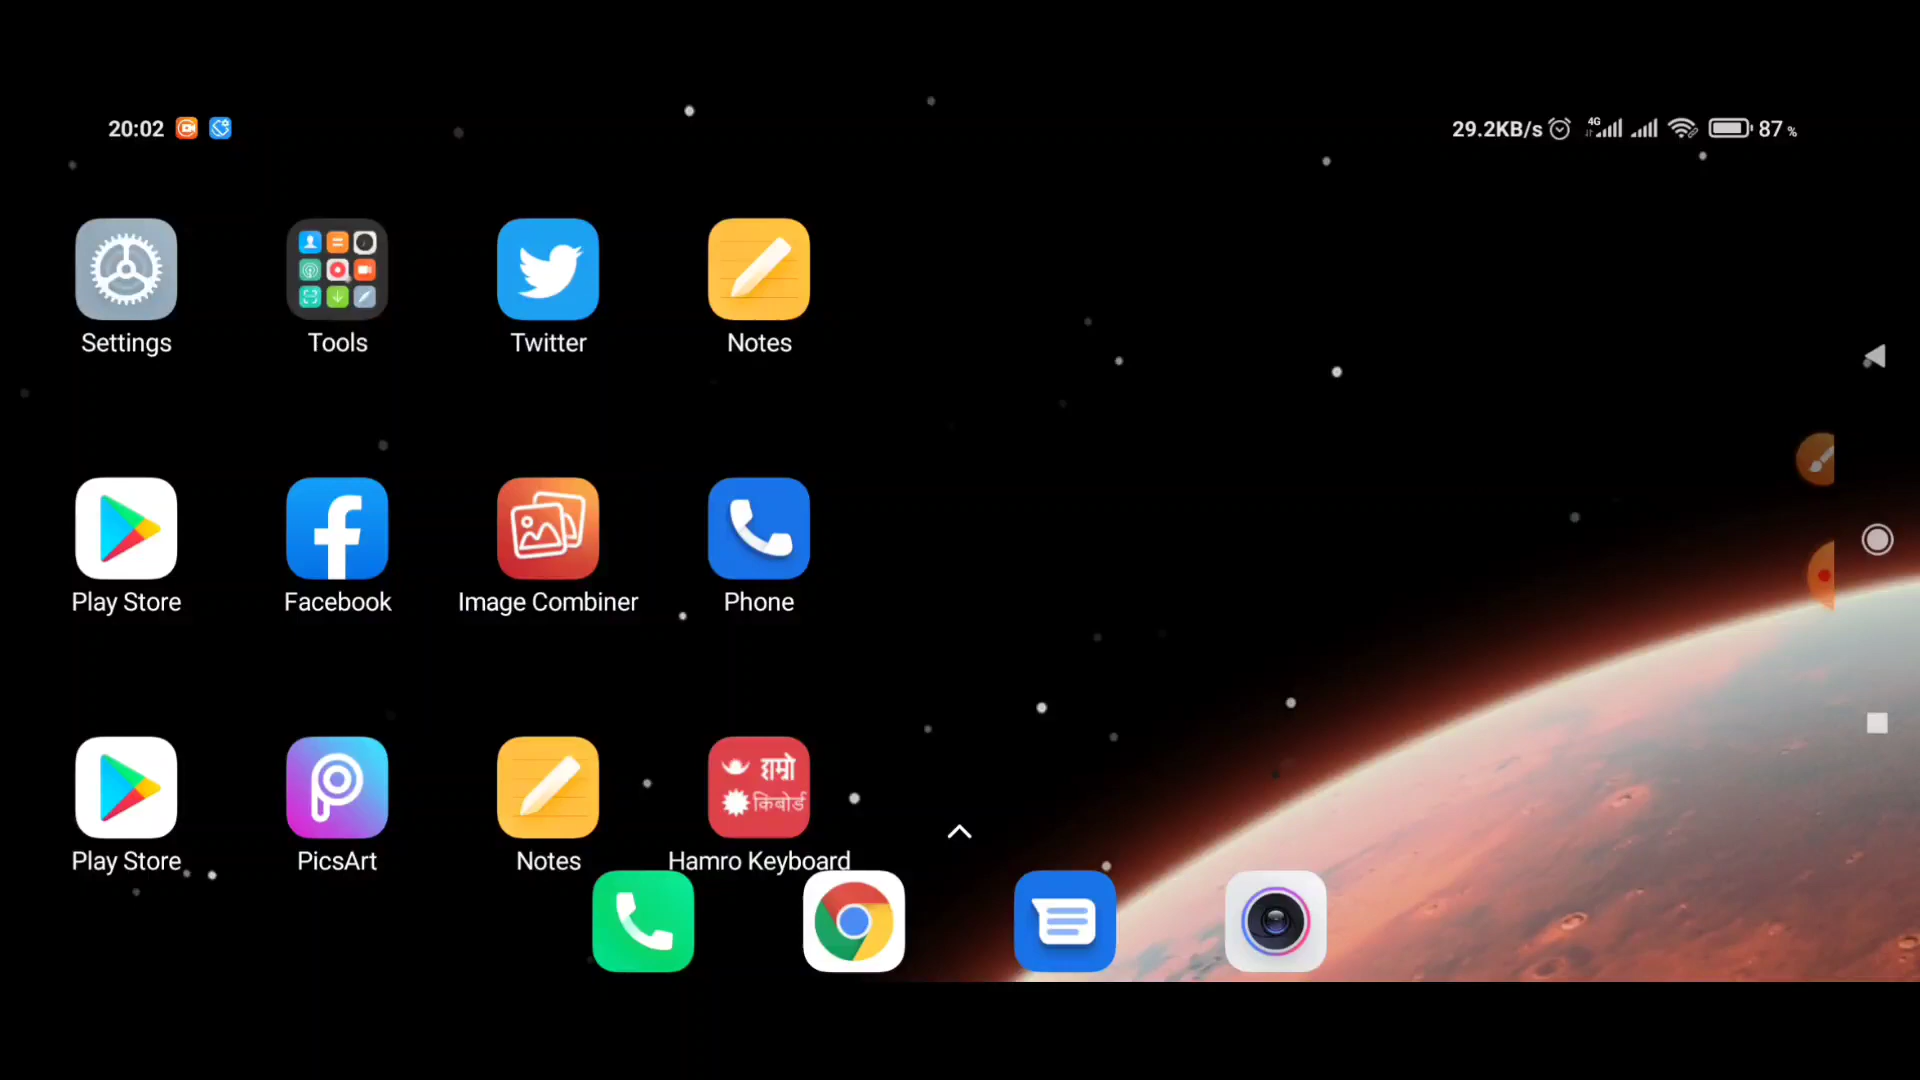 20:02
29.2KB/s 4G 87 %
Settings
Tools
Twitter
Notes
Play Store
Facebook
Image Combiner
Phone
हाम्रो
किबोर्ड
Play Store
PicsArt
Notes
Hamro Keyboard